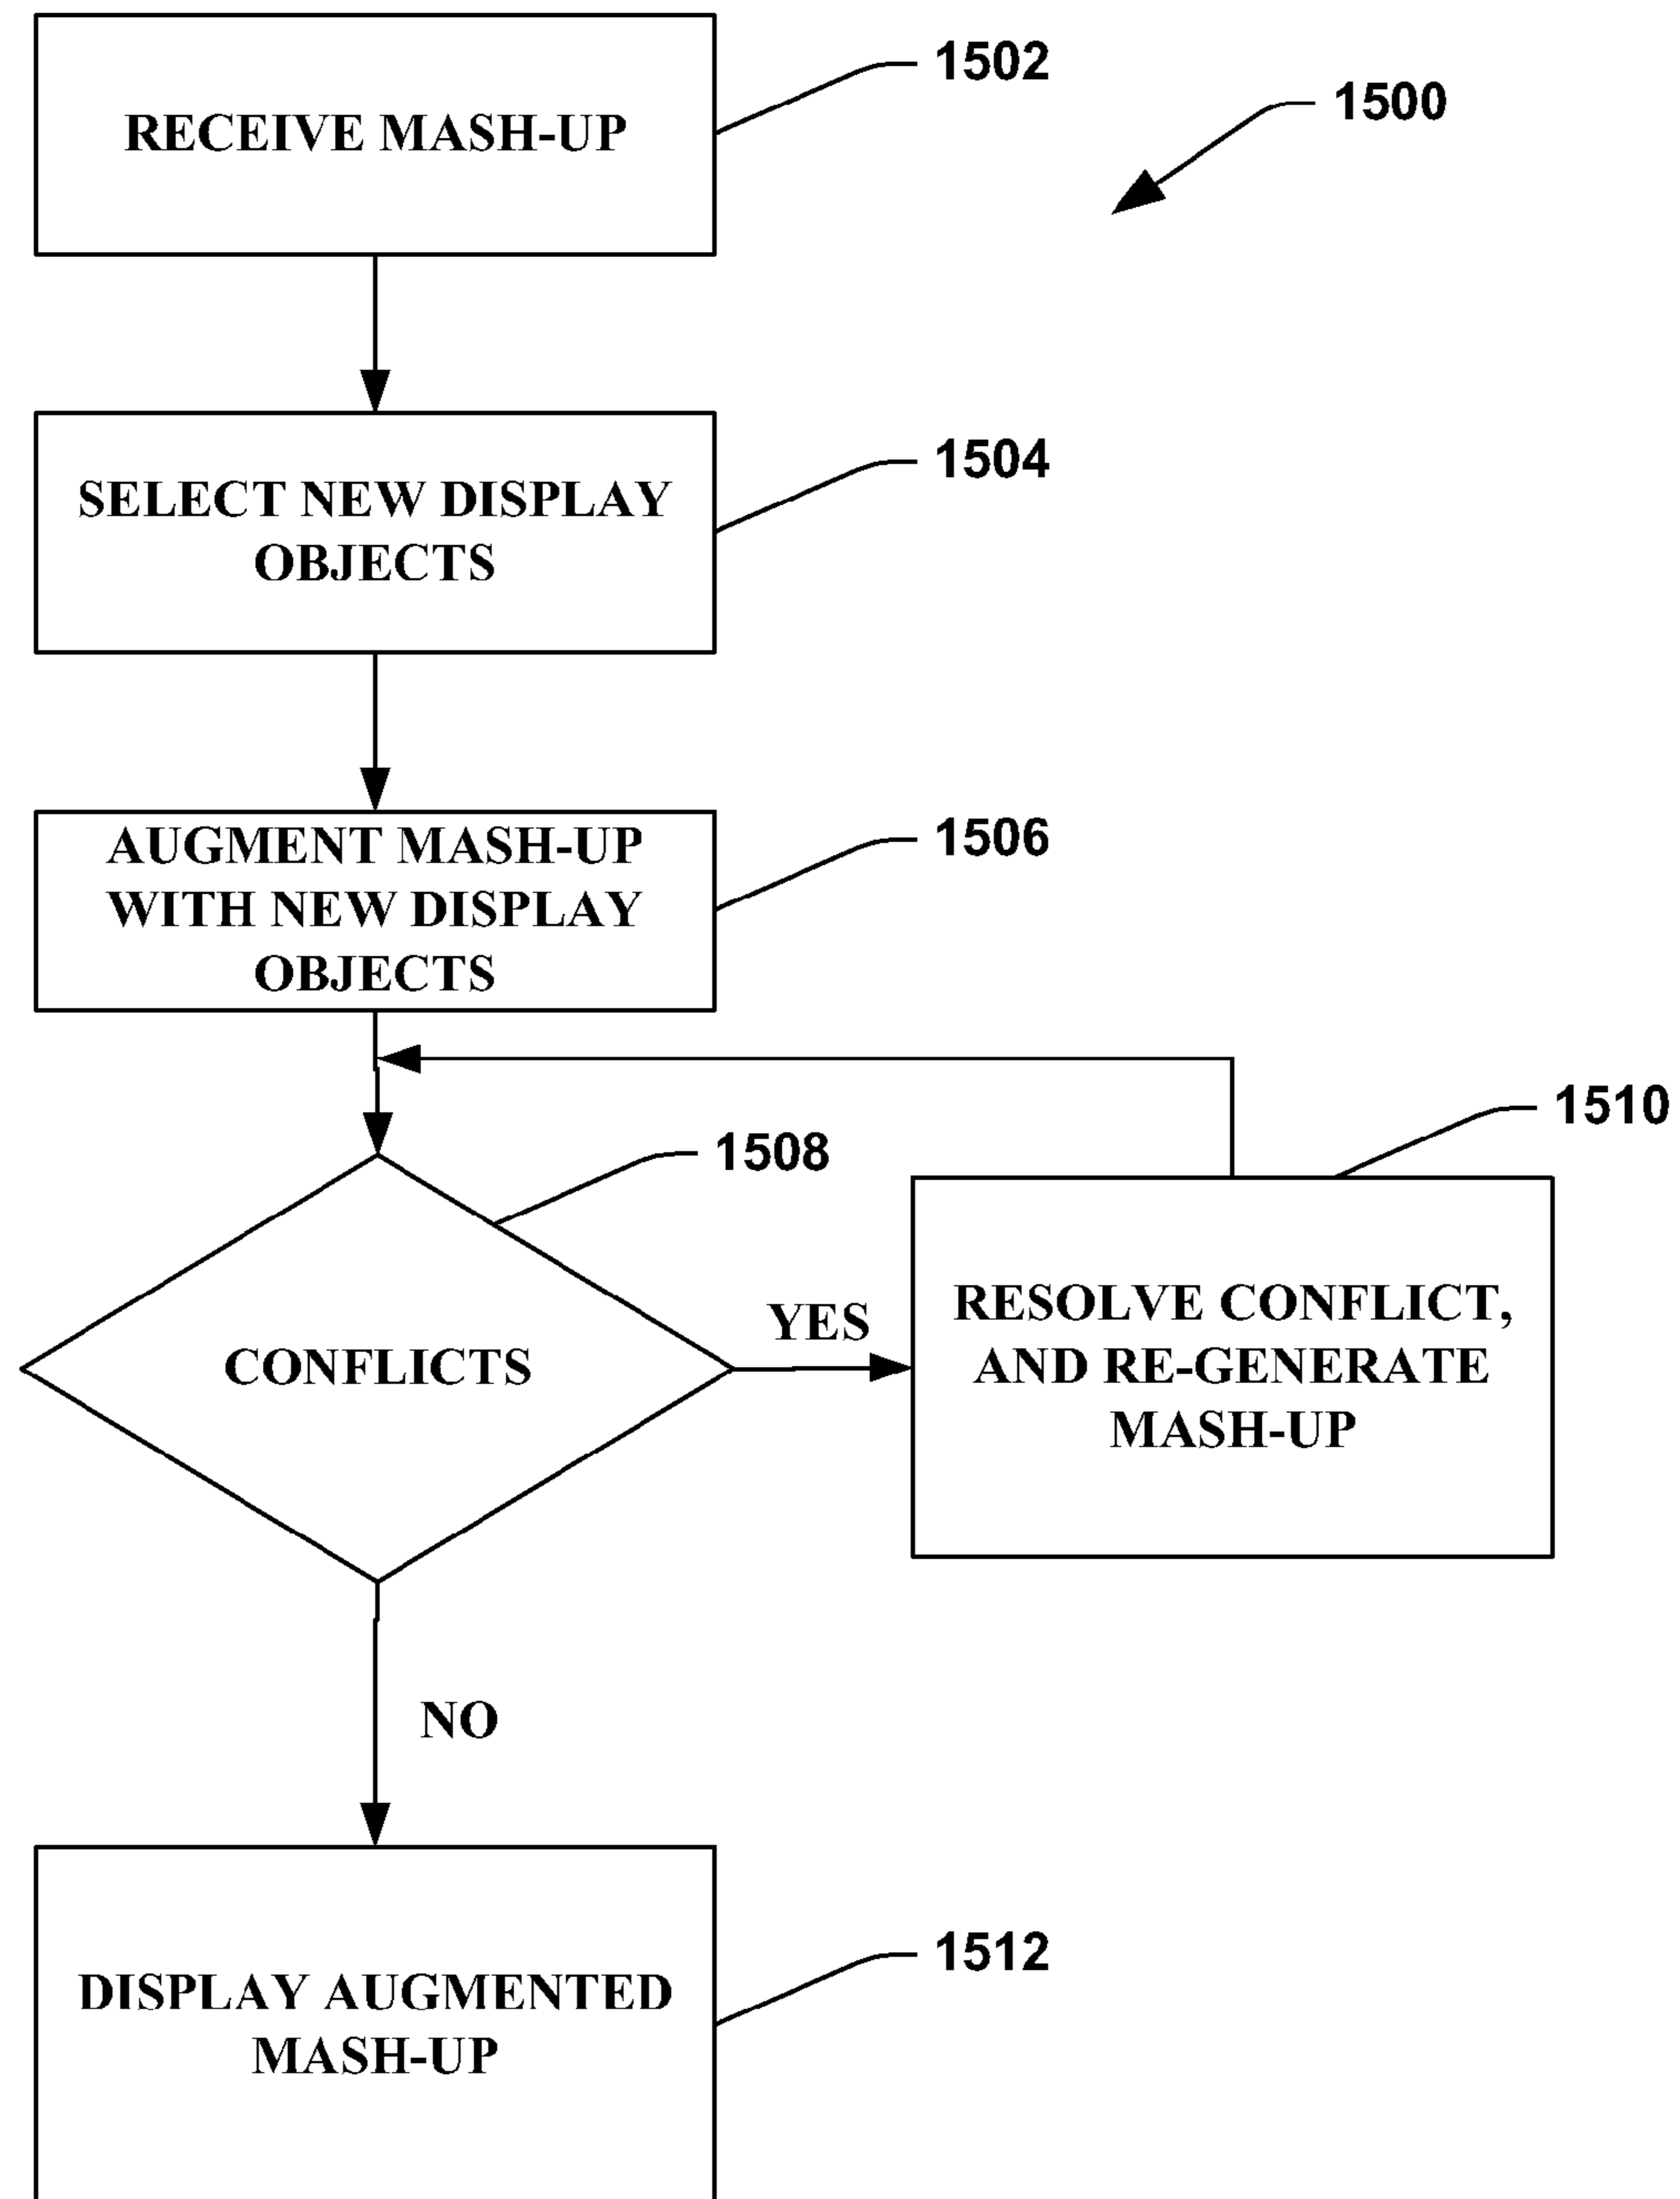 RECEIVE MASH-UP
1502
1500
SELECT NEW DISPLAY
OBJECTS
1504
AUGMENT MASH-UP
WITH NEW DISPLAY
OBJECTS
1506
CONFLICTS
1508
YES
RESOLVE CONFLICT,
AND RE-GENERATE
MASH-UP
1510
NO
DISPLAY AUGMENTED
MASH-UP
1512